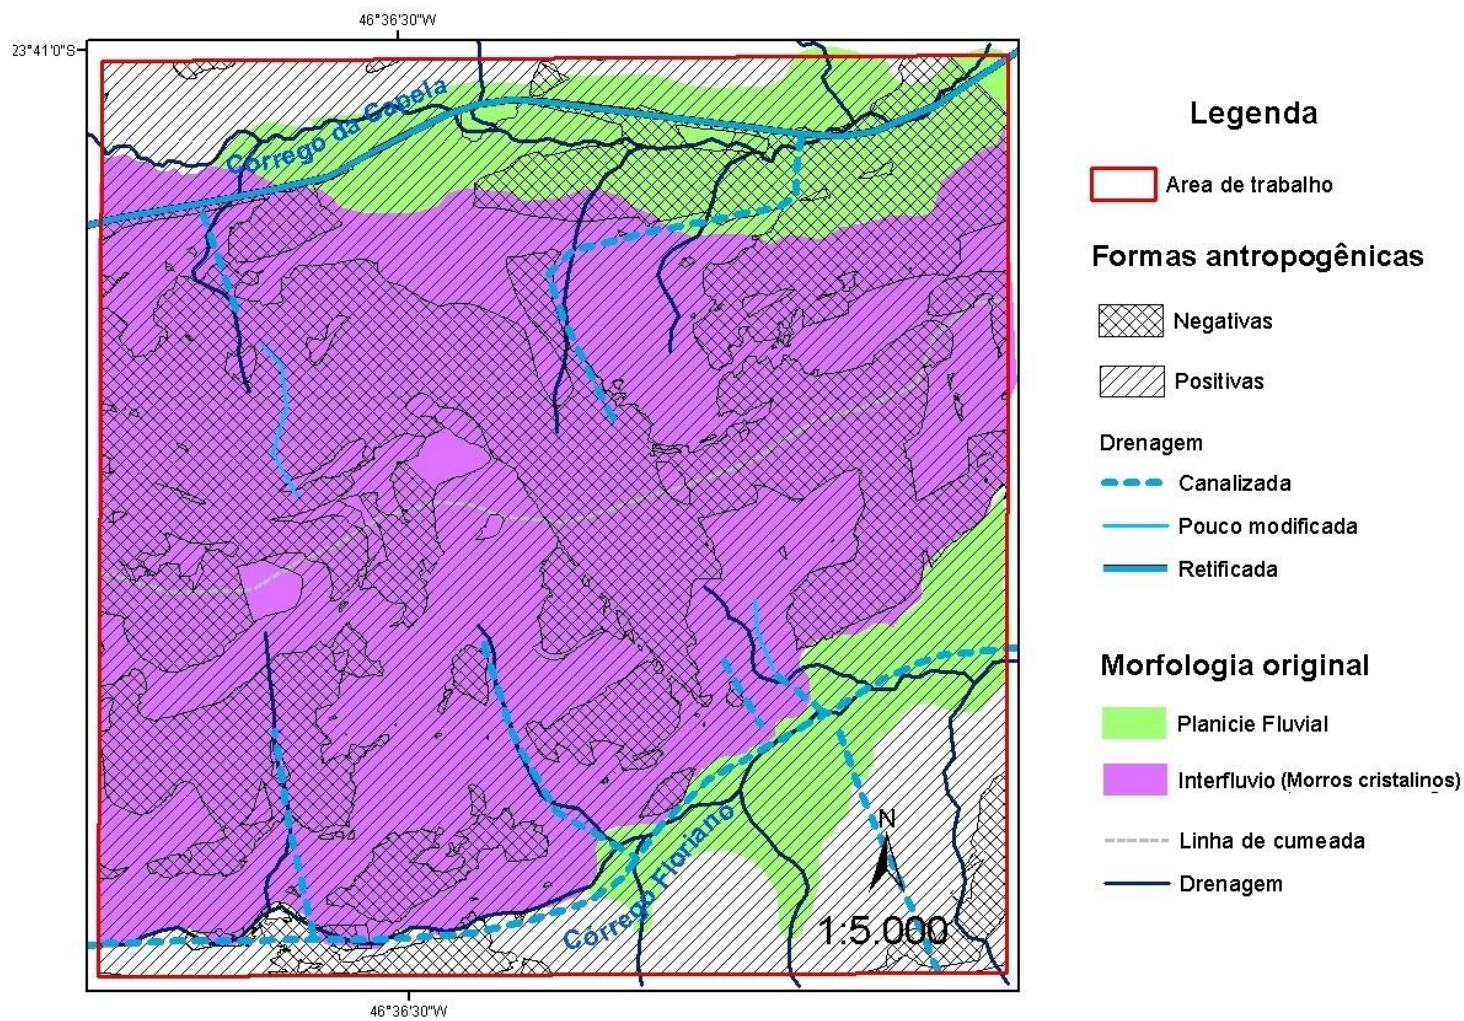 46°36'30"W
23°41'0"S
Córrego da Capela
Córrego Floriano
N
1:5.000
46°36'30"W
Legenda
Area de trabalho
Formas antropogênicas
Negativas
Positivas
Drenagem
Canalizada
Pouco modificada
Retificada
Morfologia original
Planicie Fluvial
Interfluvio (Morros cristalinos)
Linha de cumeada
Drenagem